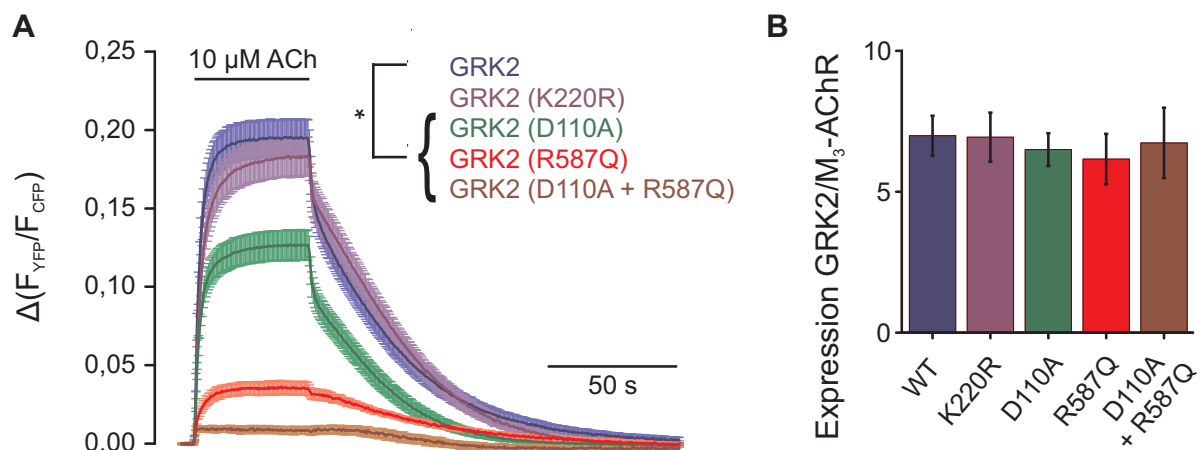 A
Δ(F_YFP/F_CFP)
0,25
0,20
0,15
0,10
0,05
0.00
10 µM ACh
*
GRK2
GRK2 (K220R)
GRK2 (D110A)
GRK2 (R587Q)
GRK2 (D110A + R587Q)
{
50 s
B
Expression GRK2/M₃-AChR
10
5
0
WT
K220R
D110A
R587Q
D110A
+ R587Q